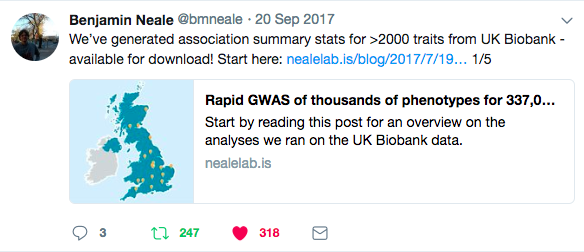 Benjamin Neale @bmneale · 20 Sep 2017
We've generated association summary stats for >2000 traits from UK Biobank -
available for download! Start here: nealelab.is/blog/2017/7/19… 1/5
Rapid GWAS of thousands of phenotypes for 337,0…
Start by reading this post for an overview on the
analyses we ran on the UK Biobank data.
nealelab.is
3 247 318